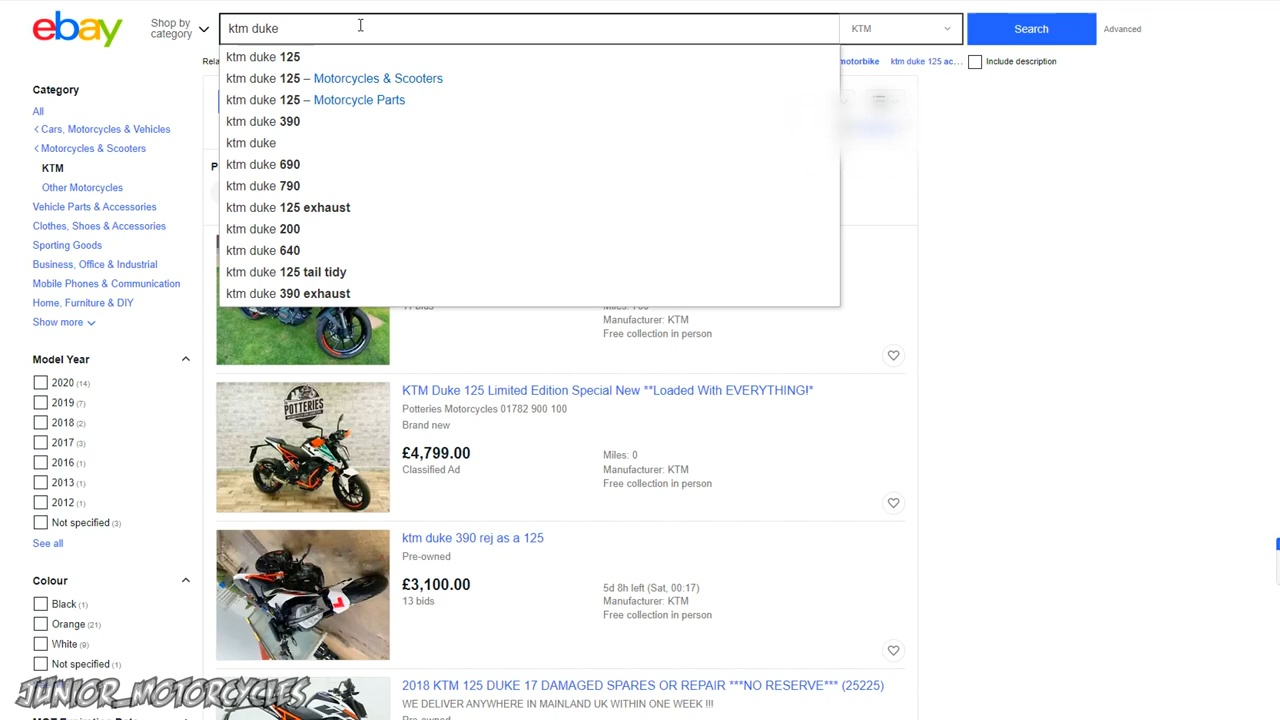 ebay
Shop by category
ktm duke
KTM
Search
Advanced
Rela
motorbike
ktm duke 125 ac...
Include description
ktm duke 125
ktm duke 125 – Motorcycles & Scooters
ktm duke 125 – Motorcycle Parts
ktm duke 390
ktm duke
ktm duke 690
ktm duke 790
ktm duke 125 exhaust
ktm duke 200
ktm duke 640
ktm duke 125 tail tidy
ktm duke 390 exhaust
Category
All
Cars, Motorcycles & Vehicles
Motorcycles & Scooters
KTM
Other Motorcycles
Vehicle Parts & Accessories
Clothes, Shoes & Accessories
Sporting Goods
Business, Office & Industrial
Mobile Phones & Communication
Home, Furniture & DIY
Show more
Model Year
2020 (14)
2019 (7)
2018 (2)
2017 (3)
2016 (1)
2013 (1)
2012 (1)
Not specified (3)
See all
Colour
Black (1)
Orange (21)
White (9)
Not specified (1)
Manufacturer: KTM
Free collection in person
POTTERIES
KTM Duke 125 Limited Edition Special New **Loaded With EVERYTHING!*
Potteries Motorcycles 01782 900 100
Brand new
£4,799.00
Classified Ad
Miles: 0
Manufacturer: KTM
Free collection in person
ktm duke 390 rej as a 125
Pre-owned
£3,100.00
13 bids
5d 8h left (Sat, 00:17)
Manufacturer: KTM
Free collection in person
2018 KTM 125 DUKE 17 DAMAGED SPARES OR REPAIR ***NO RESERVE*** (25225)
WE DELIVER ANYWHERE IN MAINLAND UK WITHIN ONE WEEK !!!
Pre-owned
JUNIOR_MOTORCYCLES